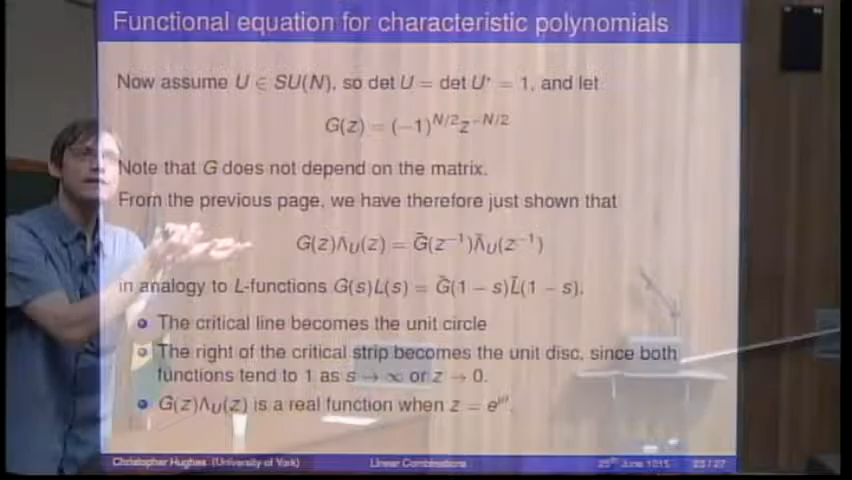 Functional equation for characteristic polynomials
Now assume U ∈ SU(N), so det U = det U* = 1, and let
G(z) = (−1)^{N/2} z^{−N/2}
Note that G does not depend on the matrix.
From the previous page, we have therefore just shown that
G(z)Λ_U(z) = G̃(z^{−1})Λ̃_U(z^{−1})
in analogy to L-functions G(s)L(s) = G̃(1 − s)L̃(1 − s).
The critical line becomes the unit circle
The right of the critical strip becomes the unit disc, since both
functions tend to 1 as s → ∞ or z → 0.
G(z)Λ_U(z) is a real function when z = e^{iθ}.
Christopher Hughes (University of York) Linear Combinations 25th June 1015 23 / 27